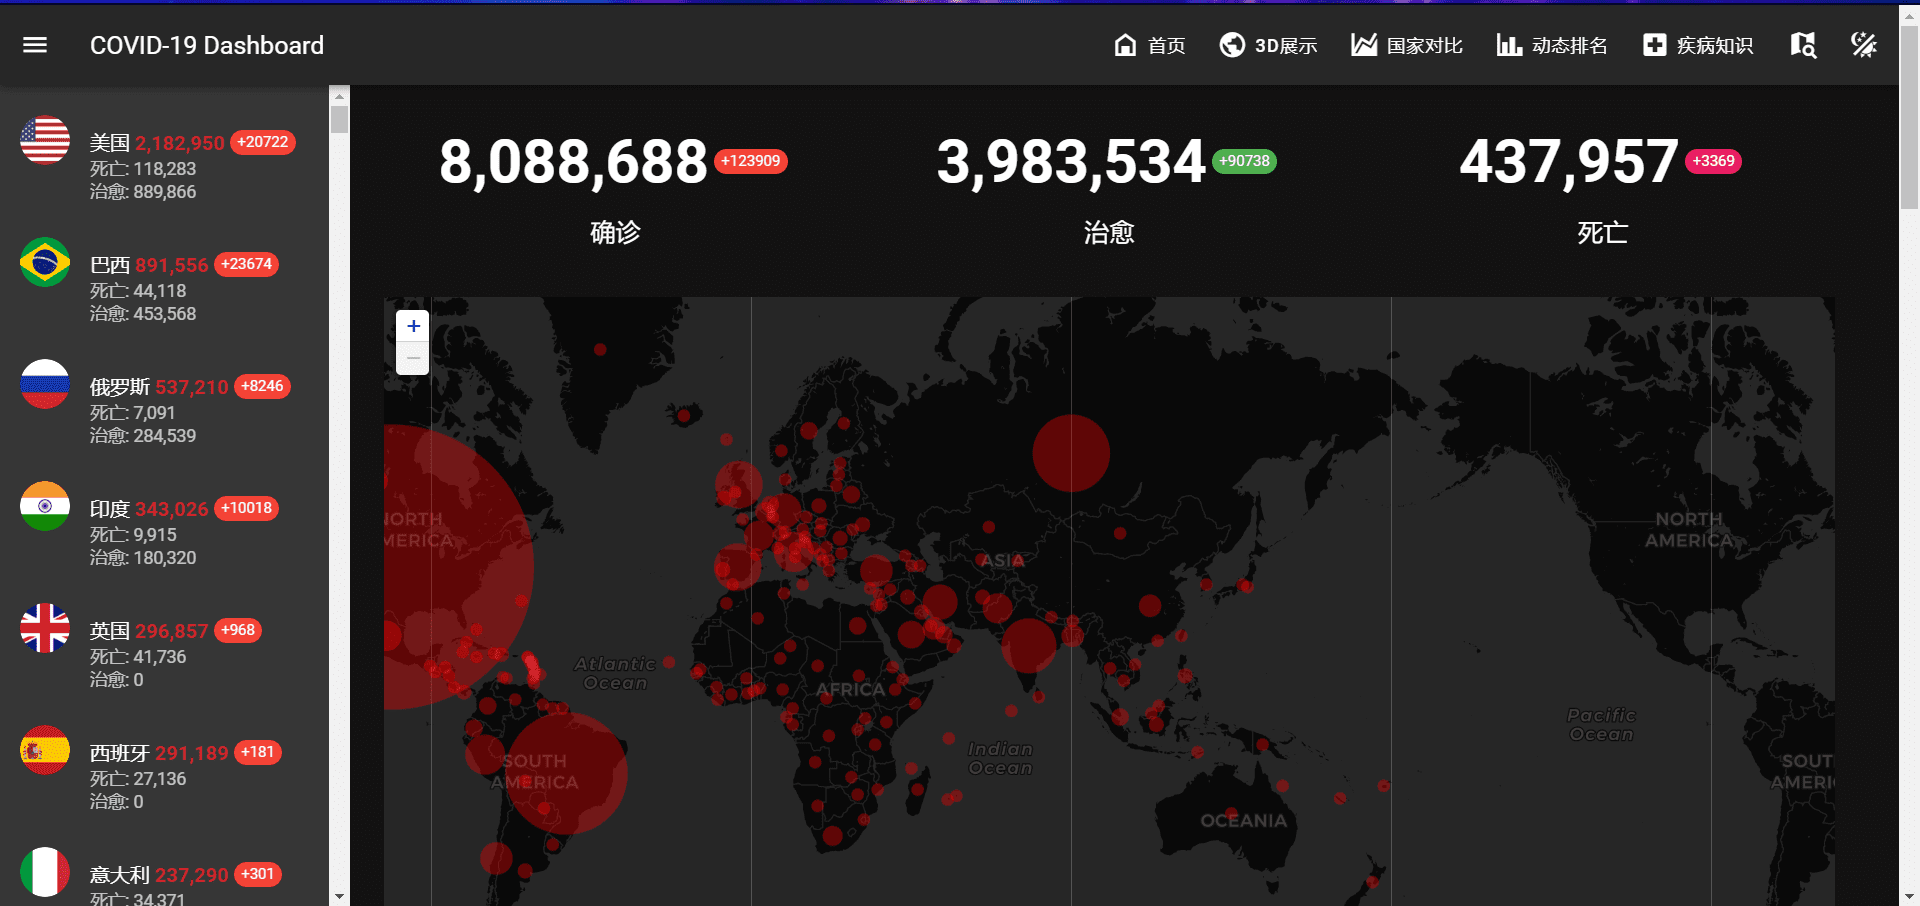 COVID-19 Dashboard
首页
3D展示
国家对比
动态排名
疾病知识
美国 2,182,950 +20722
死亡: 118,283
治愈: 889,866
巴西 891,556 +23674
死亡: 44,118
治愈: 453,568
俄罗斯 537,210 +8246
死亡: 7,091
治愈: 284,539
印度 343,026 +10018
死亡: 9,915
治愈: 180,320
英国 296,857 +968
死亡: 41,736
治愈: 0
西班牙 291,189 +181
死亡: 27,136
治愈: 0
意大利 237,290 +301
死亡: 34,371
8,088,688 +123909
确诊
3,983,534 +90738
治愈
437,957 +3369
死亡
+
−
NORTH
AMERICA
ASIA
NORTH
AMERICA
Atlantic
Ocean
AFRICA
Indian
Ocean
Pacific
Ocean
SOUTH
AMERICA
OCEANIA
SOUT
AMERI